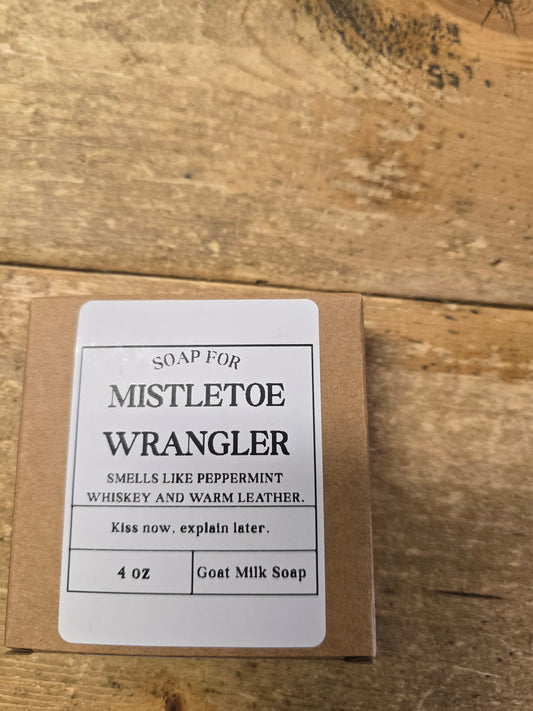 SOAP FOR
MISTLETOE
WRANGLER
SMELLS LIKE PEPPERMINT
WHISKEY AND WARM LEATHER.
Kiss now, explain later.
4 oz
Goat Milk Soap